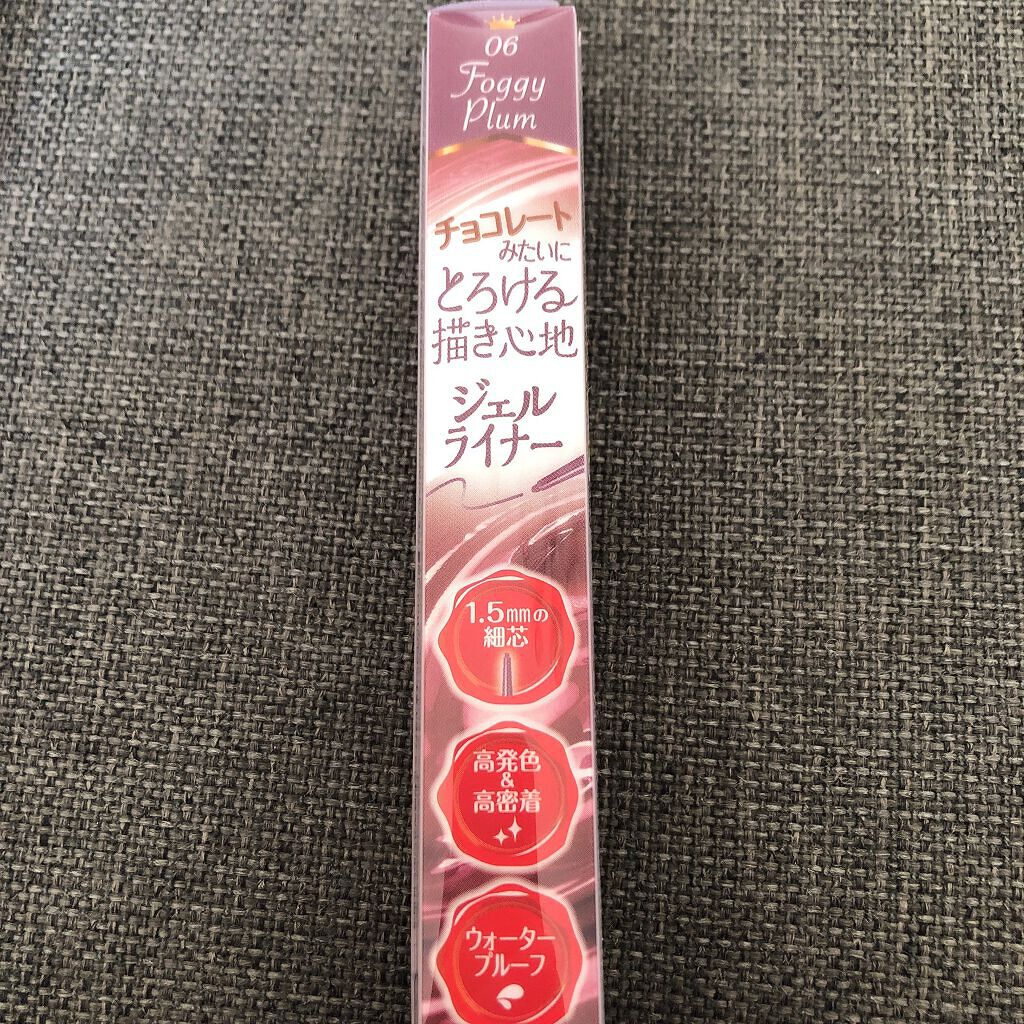 06
Foggy
Plum
チョコレート
みたいに
とろける
描き心地
ジェル
ライナー
1.5mmの
細芯
高発色
&
高密着
ウォーター
プルーフ